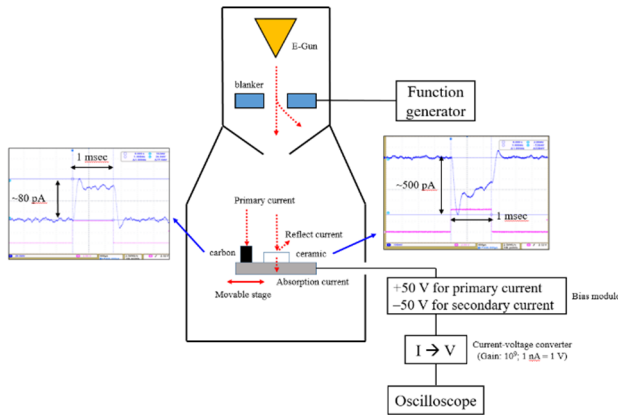 E-Gun
blanker
Function
generator
1 msec
~80 pA
~500 pA
1 msec
Primary current
Reflect current
carbon
ceramic
Absorption current
Movable stage
+50 V for primary current
−50 V for secondary current
Bias module
I → V
Current-voltage converter
(Gain: 10⁹; 1 nA = 1 V)
Oscilloscope